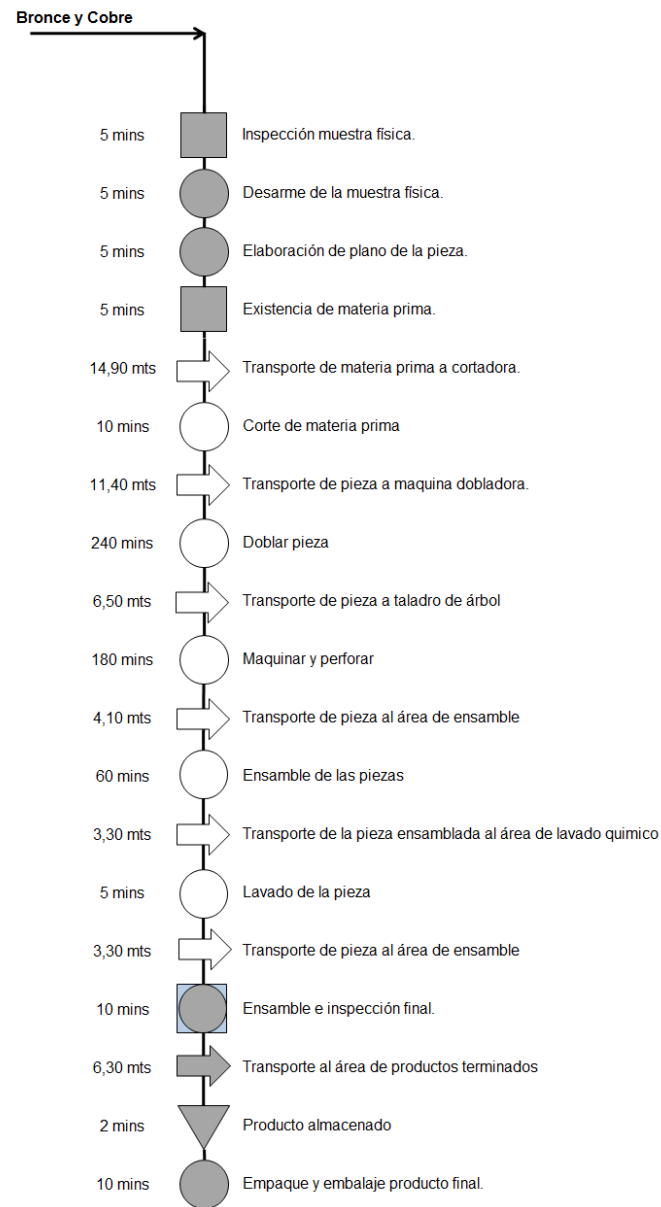 Bronce y Cobre
5 mins Inspección muestra física.
5 mins Desarme de la muestra física.
5 mins Elaboración de plano de la pieza.
5 mins Existencia de materia prima.
14,90 mts Transporte de materia prima a cortadora.
10 mins Corte de materia prima
11,40 mts Transporte de pieza a maquina dobladora.
240 mins Doblar pieza
6,50 mts Transporte de pieza a taladro de árbol
180 mins Maquinar y perforar
4,10 mts Transporte de pieza al área de ensamble
60 mins Ensamble de las piezas
3,30 mts Transporte de la pieza ensamblada al área de lavado quimico
5 mins Lavado de la pieza
3,30 mts Transporte de pieza al área de ensamble
10 mins Ensamble e inspección final.
6,30 mts Transporte al área de productos terminados
2 mins Producto almacenado
10 mins Empaque y embalaje producto final.